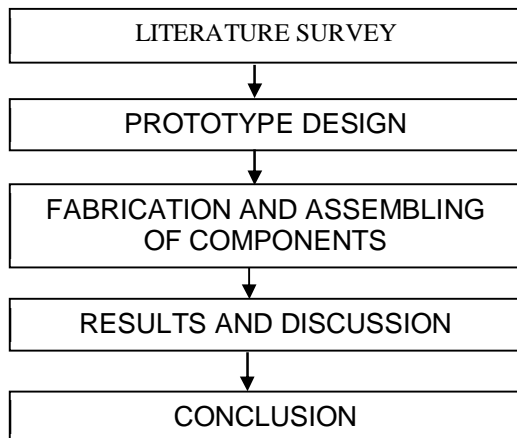 LITERATURE SURVEY
PROTOTYPE DESIGN
FABRICATION AND ASSEMBLING
OF COMPONENTS
RESULTS AND DISCUSSION
CONCLUSION